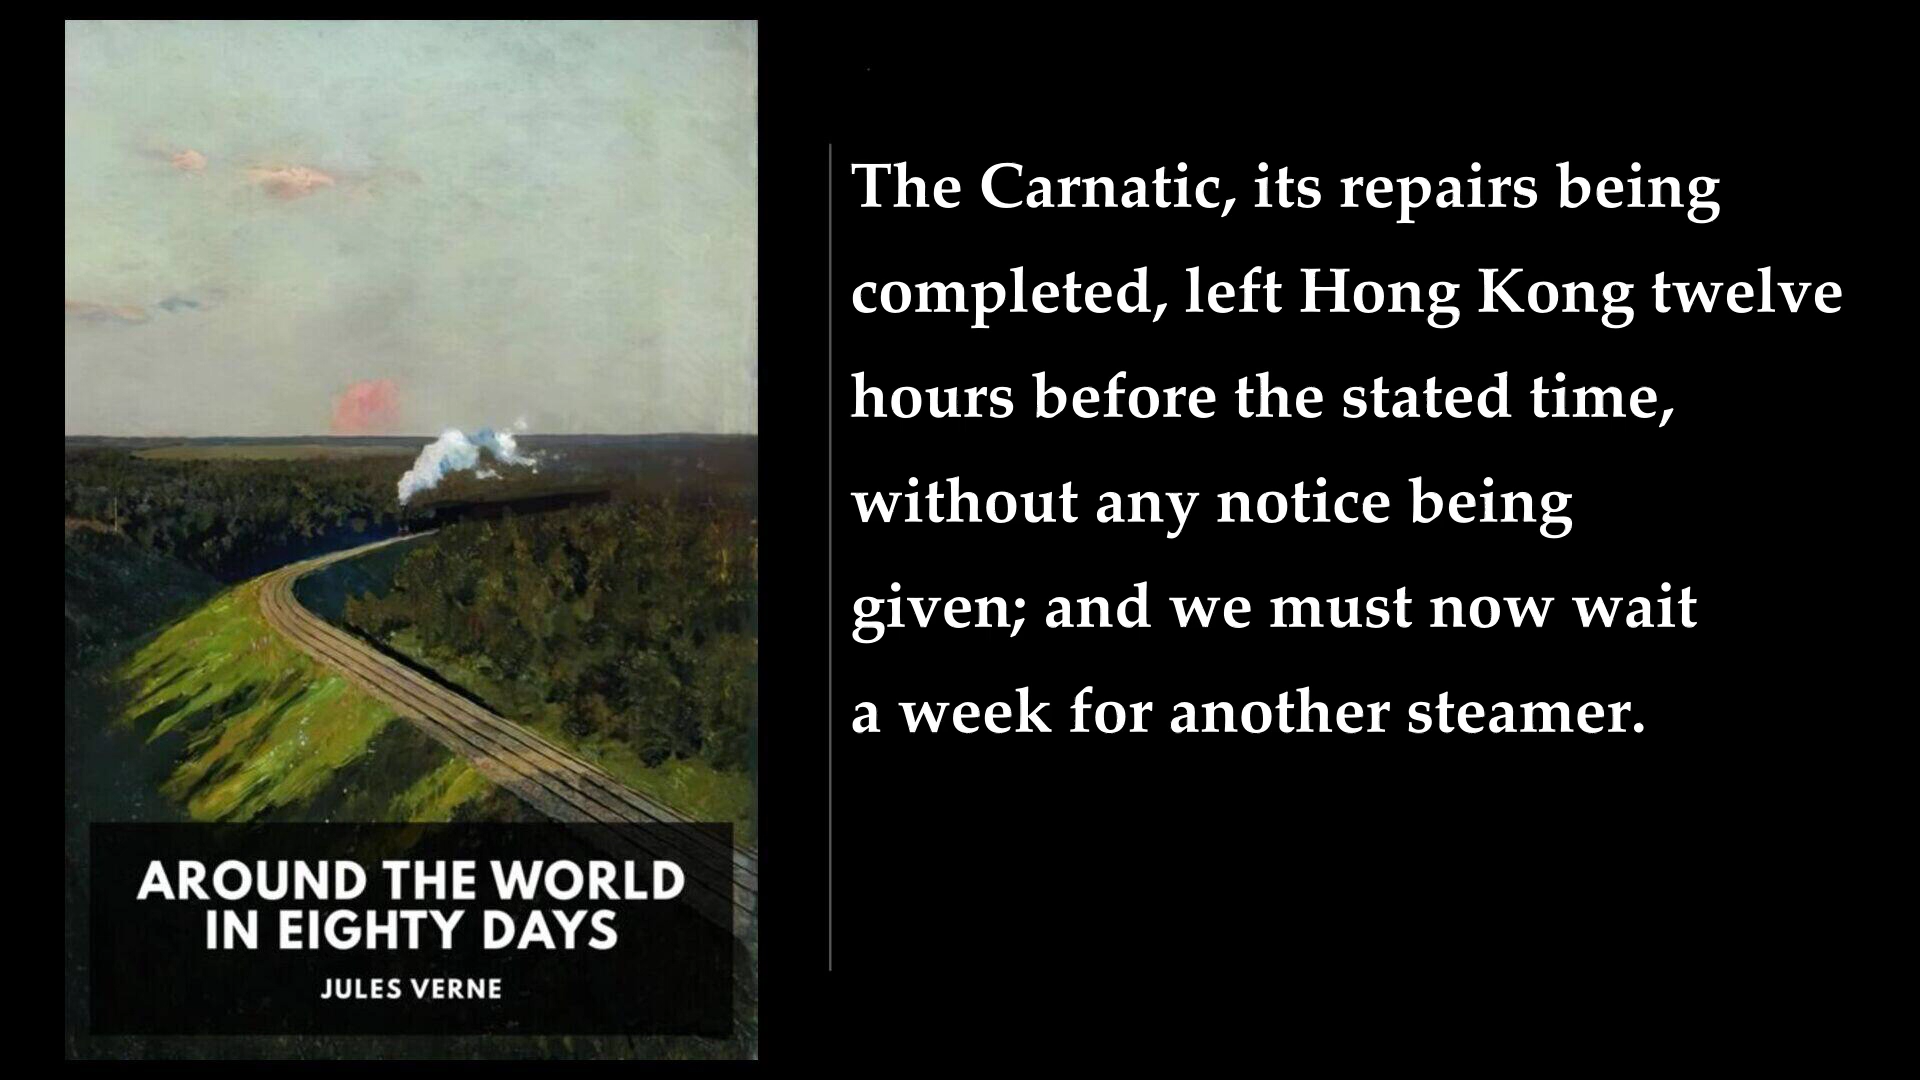 The Carnatic, its repairs being
completed, left Hong Kong twelve
hours before the stated time,
without any notice being
given; and we must now wait
a week for another steamer.
AROUND THE WORLD
IN EIGHTY DAYS
JULES VERNE